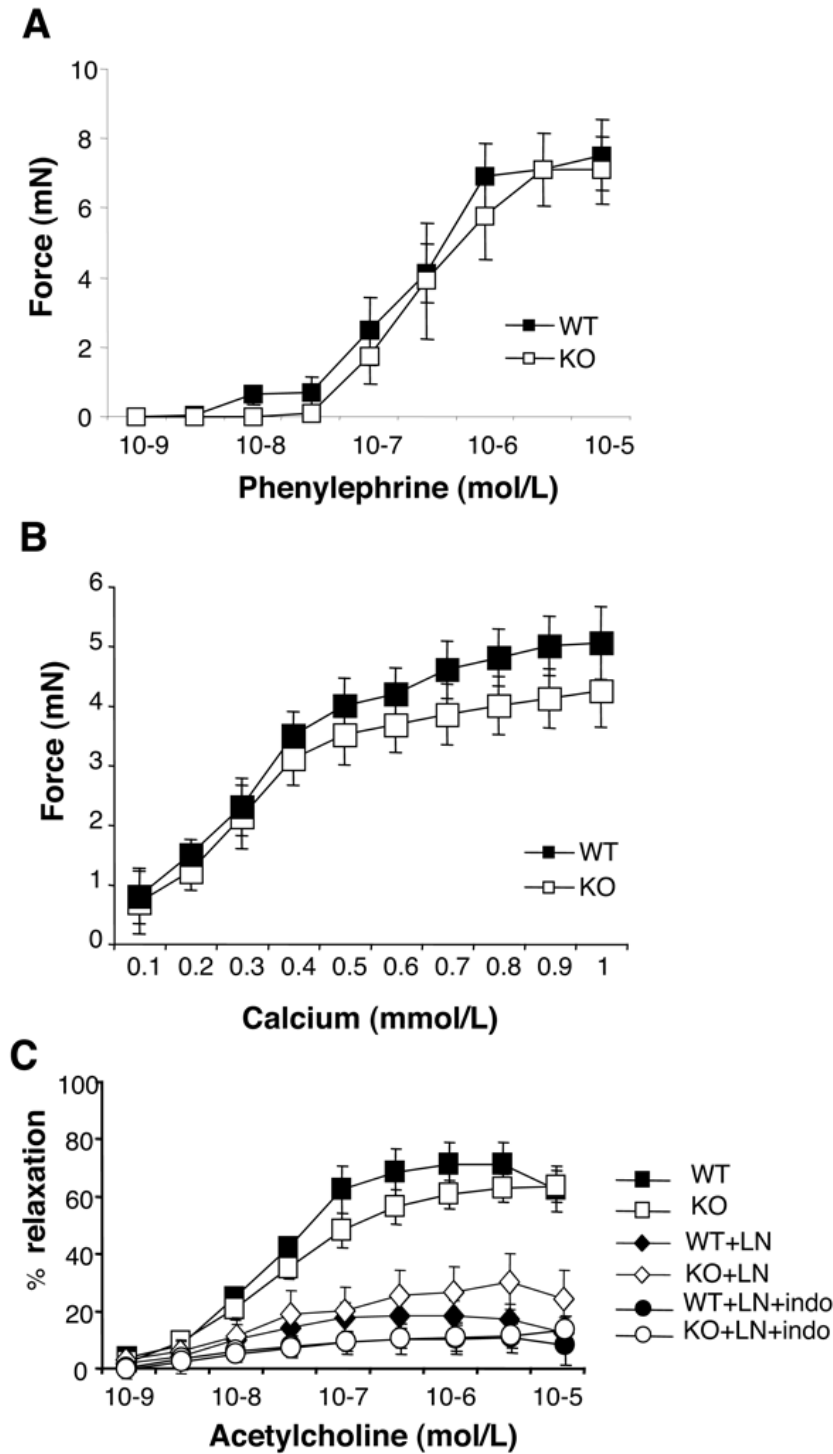 A
10
8
6
4
2
0
Force (mN)
WT
KO
10-9 10-8 10-7 10-6 10-5
Phenylephrine (mol/L)
B
6
5
4
3
2
1
0
Force (mN)
WT
KO
0.1 0.2 0.3 0.4 0.5 0.6 0.7 0.8 0.9 1
Calcium (mmol/L)
C
100
80
60
40
20
0
% relaxation
WT
KO
WT+LN
KO+LN
WT+LN+indo
KO+LN+indo
10-9 10-8 10-7 10-6 10-5
Acetylcholine (mol/L)